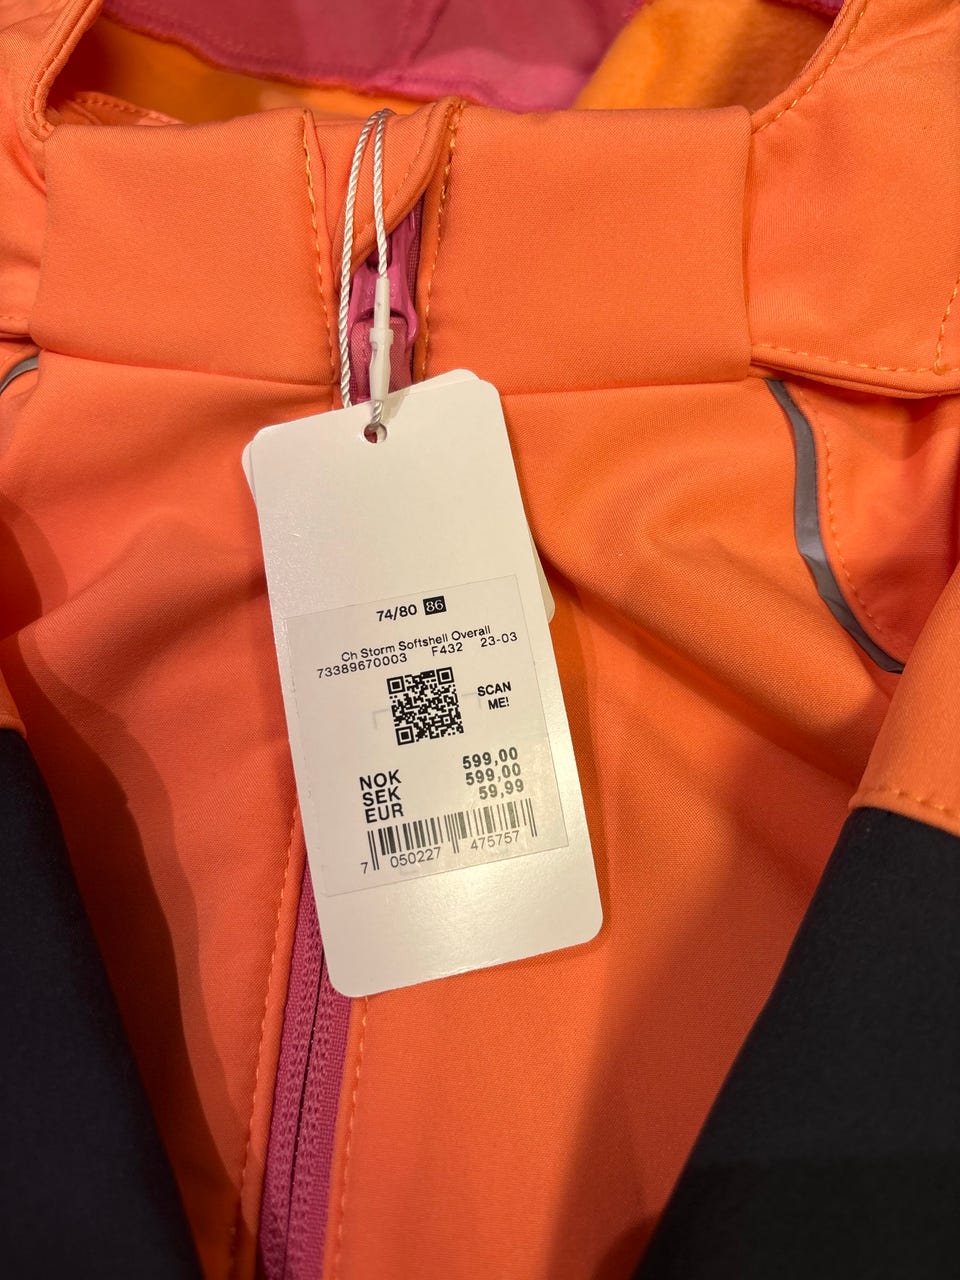 74/80 86
Ch Storm Softshell Overall
73389670003 F432 23-03
SCAN
ME!
NOK 599,00
SEK 599,00
EUR 59,99
7 050227 475757